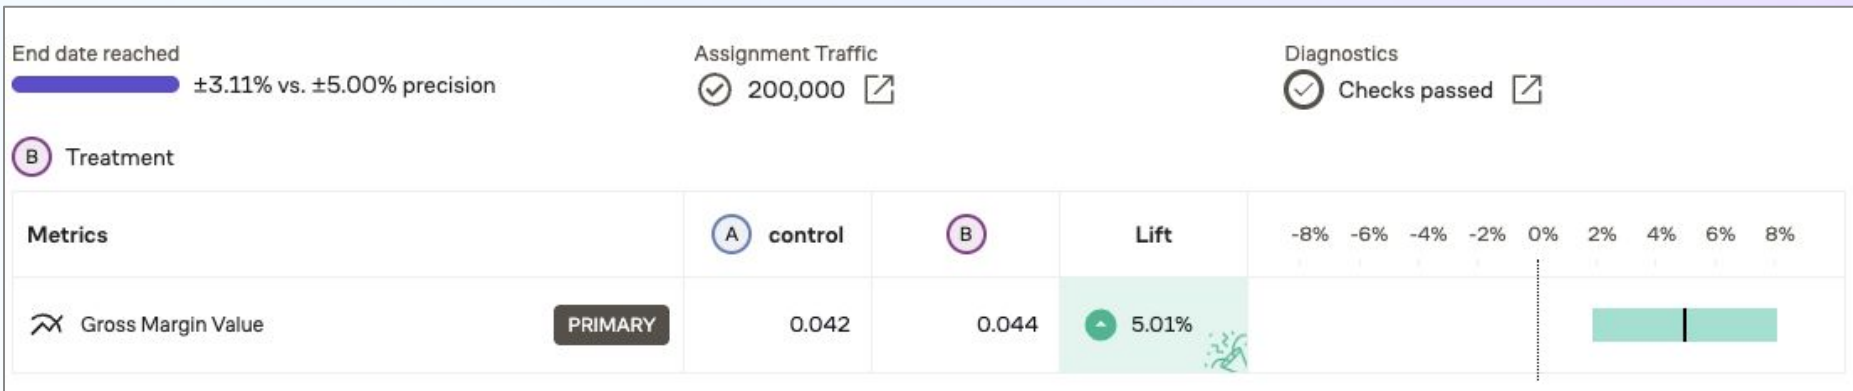 End date reached
±3.11% vs. ±5.00% precision
Assignment Traffic
200,000
Diagnostics
Checks passed
B Treatment
Metrics A control B Lift -8% -6% -4% -2% 0% 2% 4% 6% 8%
Gross Margin Value PRIMARY 0.042 0.044 5.01%